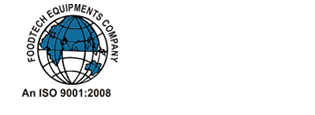 FOODTECH EQUIPMENTS COMPANY
An ISO 9001:2008